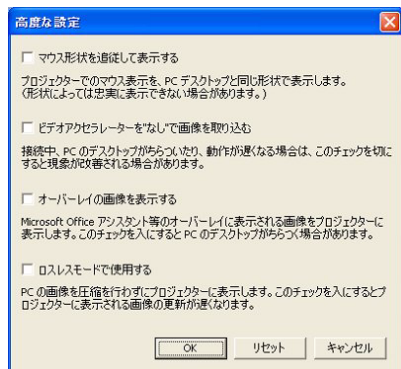 高度な設定
マウス形状を追従して表示する
プロジェクターでのマウス表示を、PC デスクトップと同じ形状で表示します。
(形状によっては忠実に表示できない場合があります。)
ビデオアクセラレーターを"なし"で画像を取り込む
接続中、PC のデスクトップがちらついたり、動作が遅くなる場合は、このチェックを切に
すると現象が改善される場合があります。
オーバーレイの画像を表示する
Microsoft Office アシスタント等のオーバーレイに表示される画像をプロジェクターに
表示します。このチェックを入にすると PC のデスクトップがちらつく場合があります。
ロスレスモードで使用する
PC の画像を圧縮を行わずにプロジェクターに表示します。このチェックを入にするとプ
ロジェクターに表示される画像の更新が遅くなります。
OK リセット キャンセル